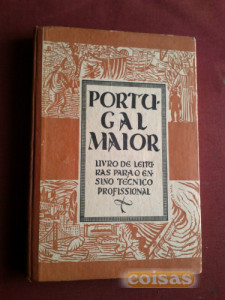 PORTU-
GAL
MAIOR
LIVRO DE LEITU
RAS PARA O EN-
SINO TÉCNICO
PROFISSIONAL
coisas